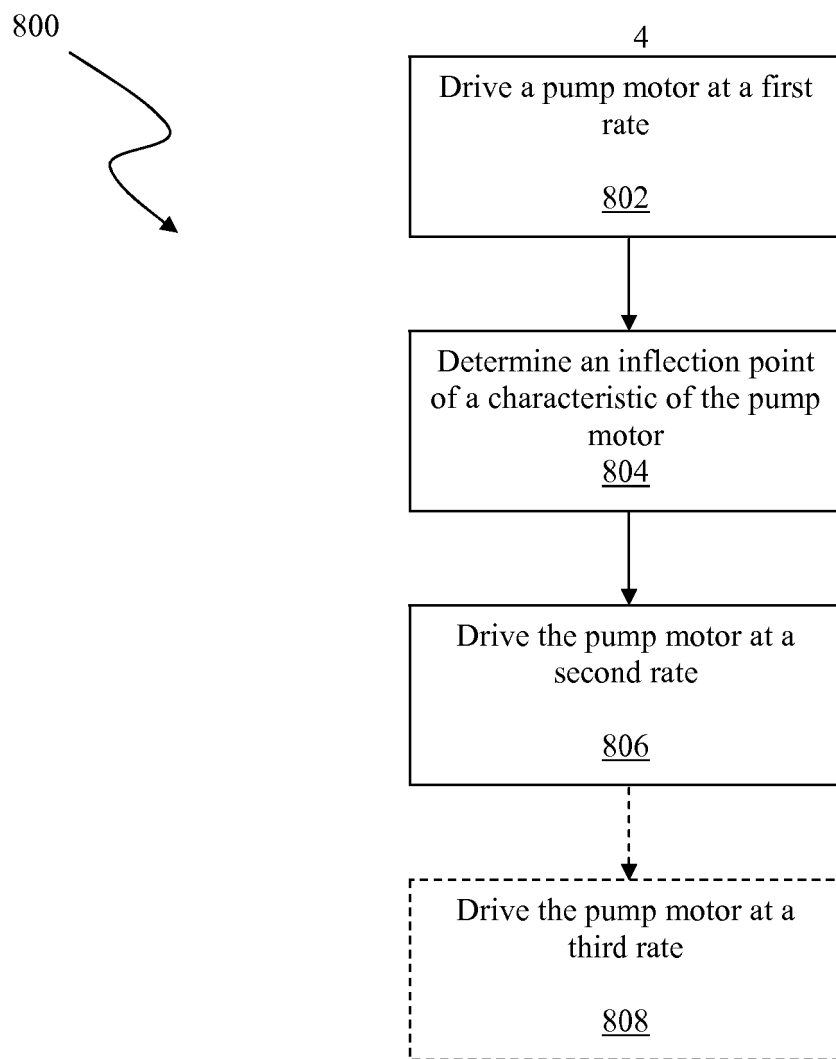 800
4
Drive a pump motor at a first
rate
802
Determine an inflection point
of a characteristic of the pump
motor
804
Drive the pump motor at a
second rate
806
Drive the pump motor at a
third rate
808